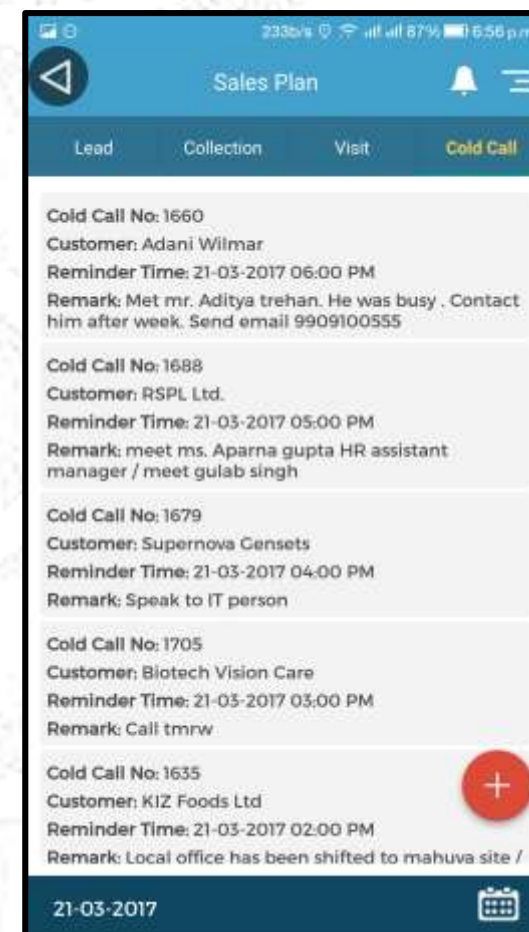 233b/s 87% 6:56 p.m
Sales Plan
Lead Collection Visit Cold Call
Cold Call No: 1660
Customer: Adani Wilmar
Reminder Time: 21-03-2017 06:00 PM
Remark: Met mr. Aditya trehan. He was busy . Contact
him after week. Send email 9909100555
Cold Call No: 1688
Customer: RSPL Ltd.
Reminder Time: 21-03-2017 05:00 PM
Remark: meet ms. Aparna gupta HR assistant
manager / meet gulab singh
Cold Call No: 1679
Customer: Supernova Gensets
Reminder Time: 21-03-2017 04:00 PM
Remark: Speak to IT person
Cold Call No: 1705
Customer: Biotech Vision Care
Reminder Time: 21-03-2017 03:00 PM
Remark: Call tmrw
Cold Call No: 1635
Customer: KIZ Foods Ltd
Reminder Time: 21-03-2017 02:00 PM
Remark: Local office has been shifted to mahuva site /
21-03-2017